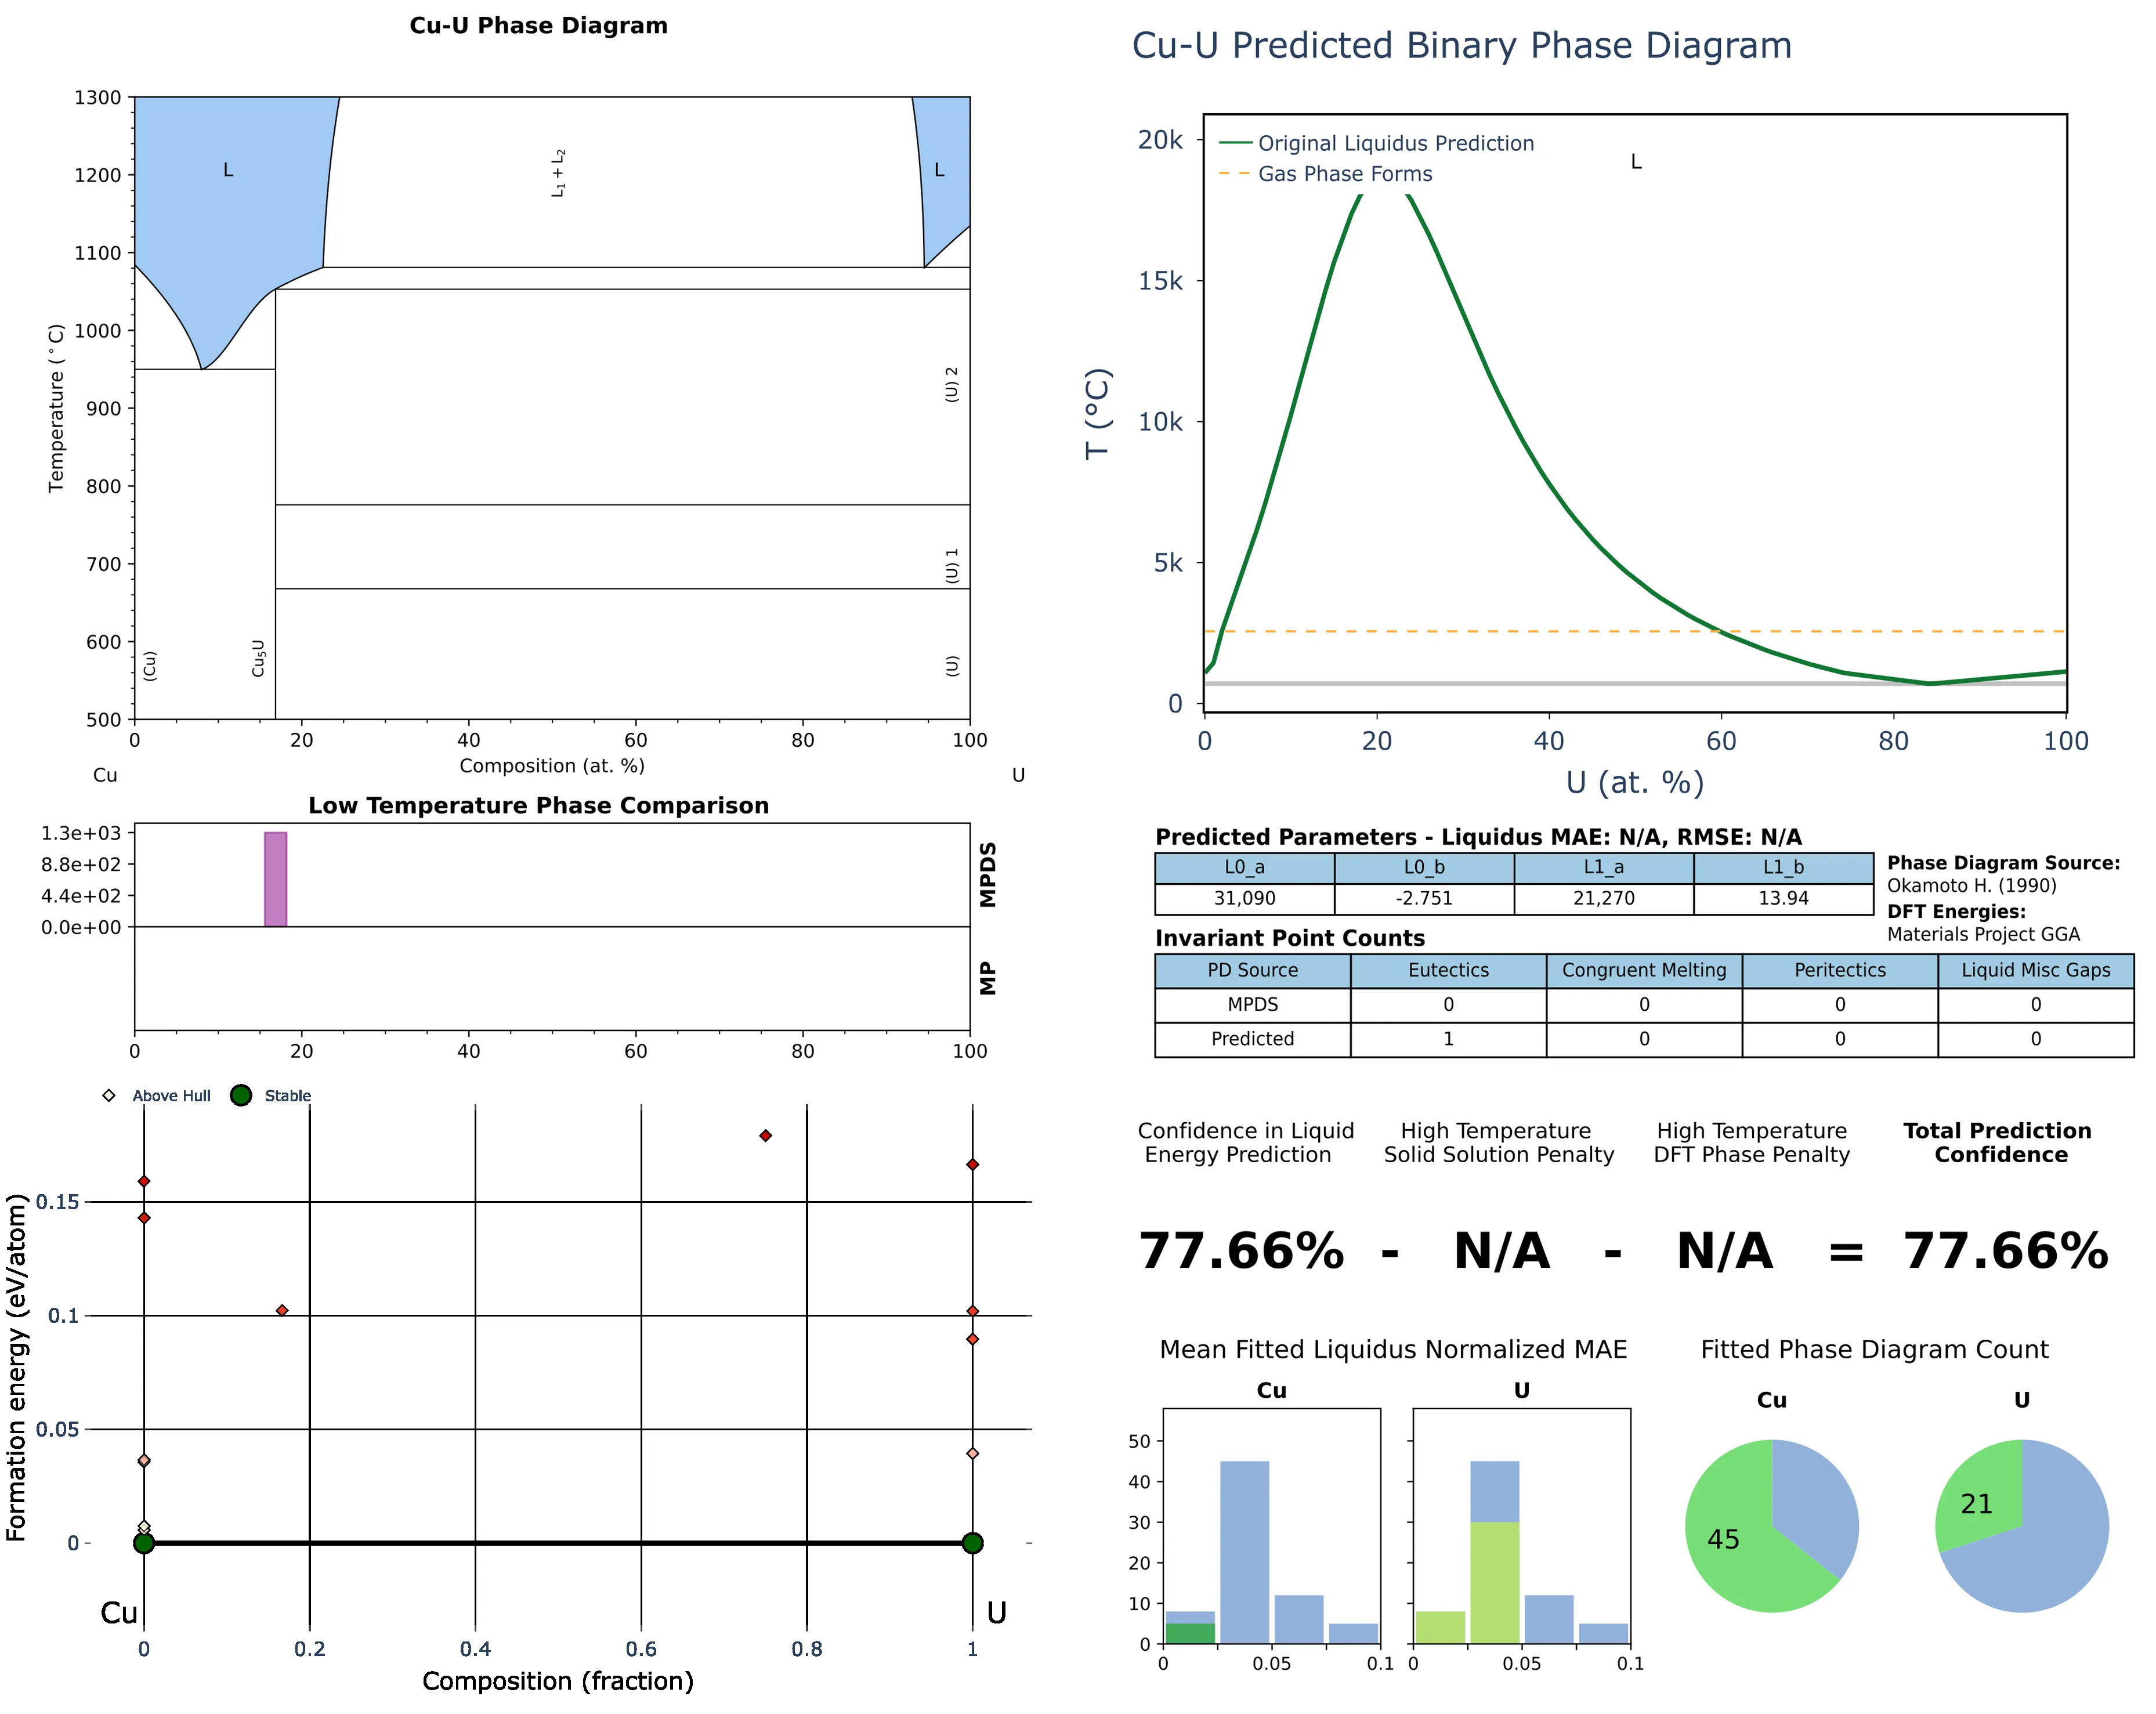 Cu-U Phase Diagram
1300
1200
1100
1000
900
800
700
600
500
Temperature (°C)
L
L₁ + L₂
L
(U) 2
(U) 1
(U)
(Cu)
Cu₅U
0 20 40 60 80 100
Composition (at. %)
Cu U
Low Temperature Phase Comparison
1.3e+03
8.8e+02
4.4e+02
0.0e+00
MPDS
MP
0 20 40 60 80 100
Above Hull Stable
0.15
0.1
0.05
0
Formation energy (eV/atom)
Cu U
0 0.2 0.4 0.6 0.8 1
Composition (fraction)
Cu-U Predicted Binary Phase Diagram
20k
15k
10k
5k
0
T (°C)
Original Liquidus Prediction
Gas Phase Forms
L
0 20 40 60 80 100
U (at. %)
Predicted Parameters - Liquidus MAE: N/A, RMSE: N/A
L0_a L0_b L1_a L1_b
31,090 -2.751 21,270 13.94
Phase Diagram Source:
Okamoto H. (1990)
DFT Energies:
Materials Project GGA
Invariant Point Counts
PD Source Eutectics Congruent Melting Peritectics Liquid Misc Gaps
MPDS 0 0 0 0
Predicted 1 0 0 0
Confidence in Liquid
Energy Prediction
High Temperature
Solid Solution Penalty
High Temperature
DFT Phase Penalty
Total Prediction
Confidence
77.66% - N/A - N/A = 77.66%
Mean Fitted Liquidus Normalized MAE
Cu U
50
40
30
20
10
0
0 0.05 0.1 0 0.05 0.1
Fitted Phase Diagram Count
Cu U
45 21